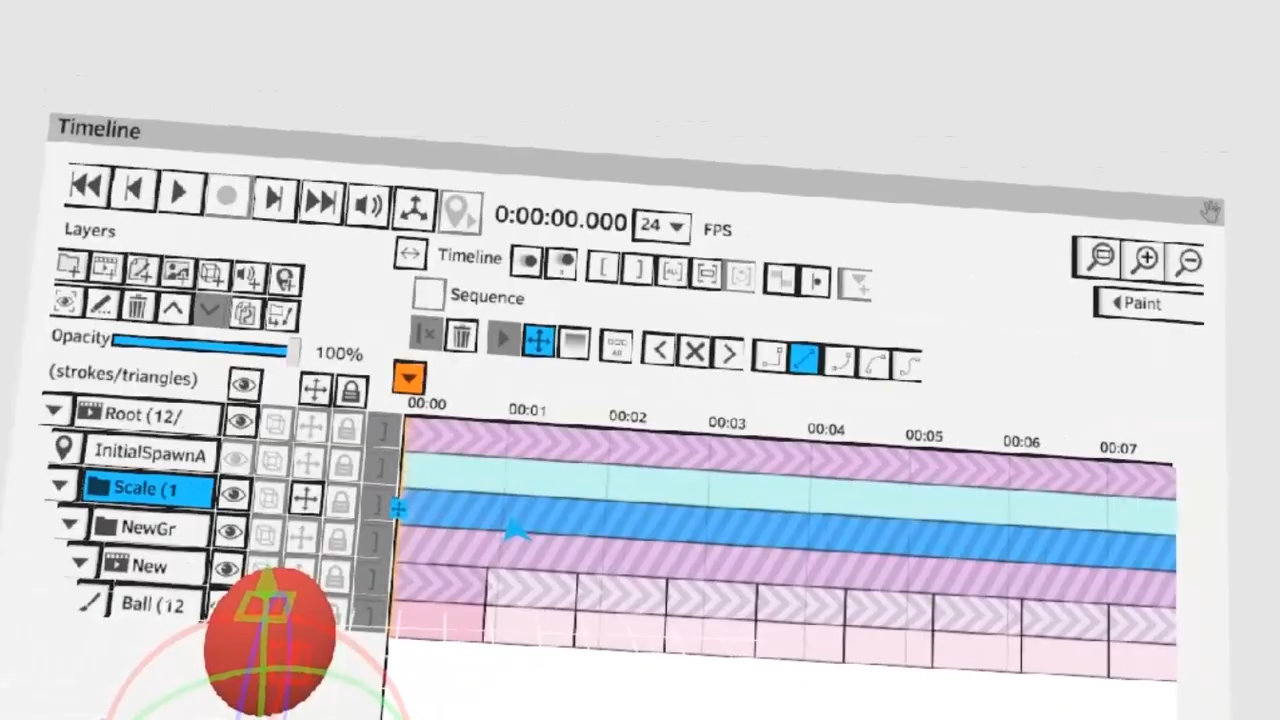 Timeline
0:00:00.000 24 FPS
Layers
Timeline
Sequence
Paint
Opacity 100%
(strokes/triangles)
00:00 00:01 00:02 00:03 00:04 00:05 00:06 00:07
Root (12/
InitialSpawnA
Scale (1
NewGr
New
Ball (12